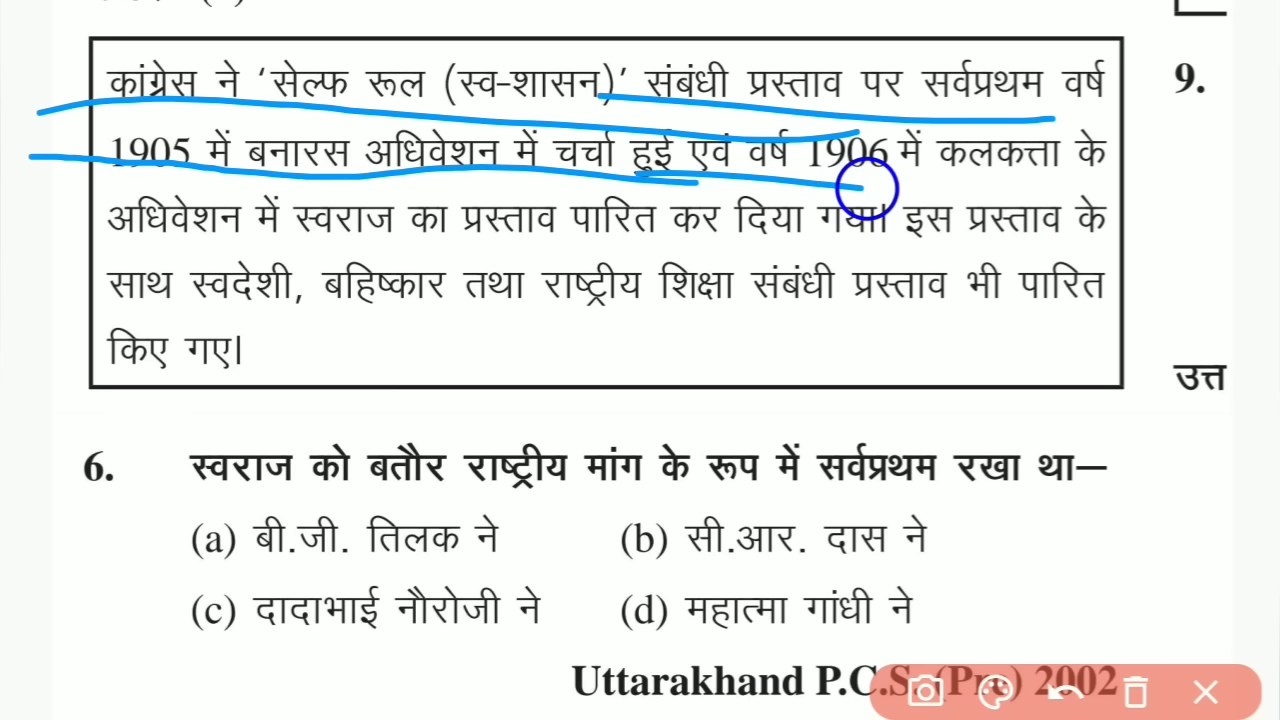 कांग्रेस ने ‘सेल्फ रूल (स्व-शासन)’ संबंधी प्रस्ताव पर सर्वप्रथम वर्ष
1905 में बनारस अधिवेशन में चर्चा हुई एवं वर्ष 1906 में कलकत्ता के
अधिवेशन में स्वराज का प्रस्ताव पारित कर दिया गया। इस प्रस्ताव के
साथ स्वदेशी, बहिष्कार तथा राष्ट्रीय शिक्षा संबंधी प्रस्ताव भी पारित
किए गए।
6. स्वराज को बतौर राष्ट्रीय मांग के रूप में सर्वप्रथम रखा था—
(a) बी.जी. तिलक ने (b) सी.आर. दास ने
(c) दादाभाई नौरोजी ने (d) महात्मा गांधी ने
Uttarakhand P.C.S. (Pre) 2002
9.
उत्त